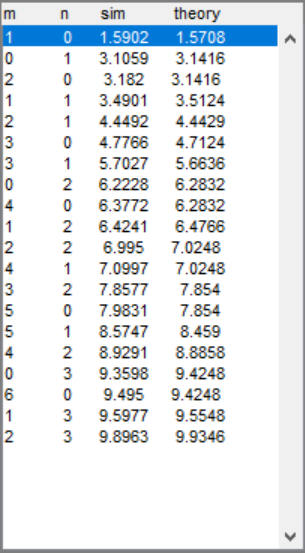 m n sim theory
1 0 1.5902 1.5708
0 1 3.1059 3.1416
2 0 3.182 3.1416
1 1 3.4901 3.5124
2 1 4.4492 4.4429
3 0 4.7766 4.7124
3 1 5.7027 5.6636
0 2 6.2228 6.2832
4 0 6.3772 6.2832
1 2 6.4241 6.4766
2 2 6.995 7.0248
4 1 7.0997 7.0248
3 2 7.8577 7.854
5 0 7.9831 7.854
5 1 8.5747 8.459
4 2 8.9291 8.8858
0 3 9.3598 9.4248
6 0 9.495 9.4248
1 3 9.5977 9.5548
2 3 9.8963 9.9346